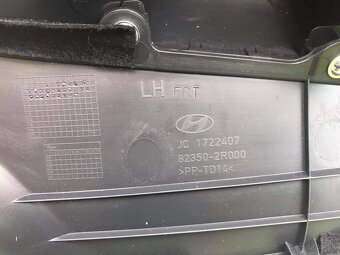 LH FRT
JC 1722407
82350-2R000
>PP-TD14<